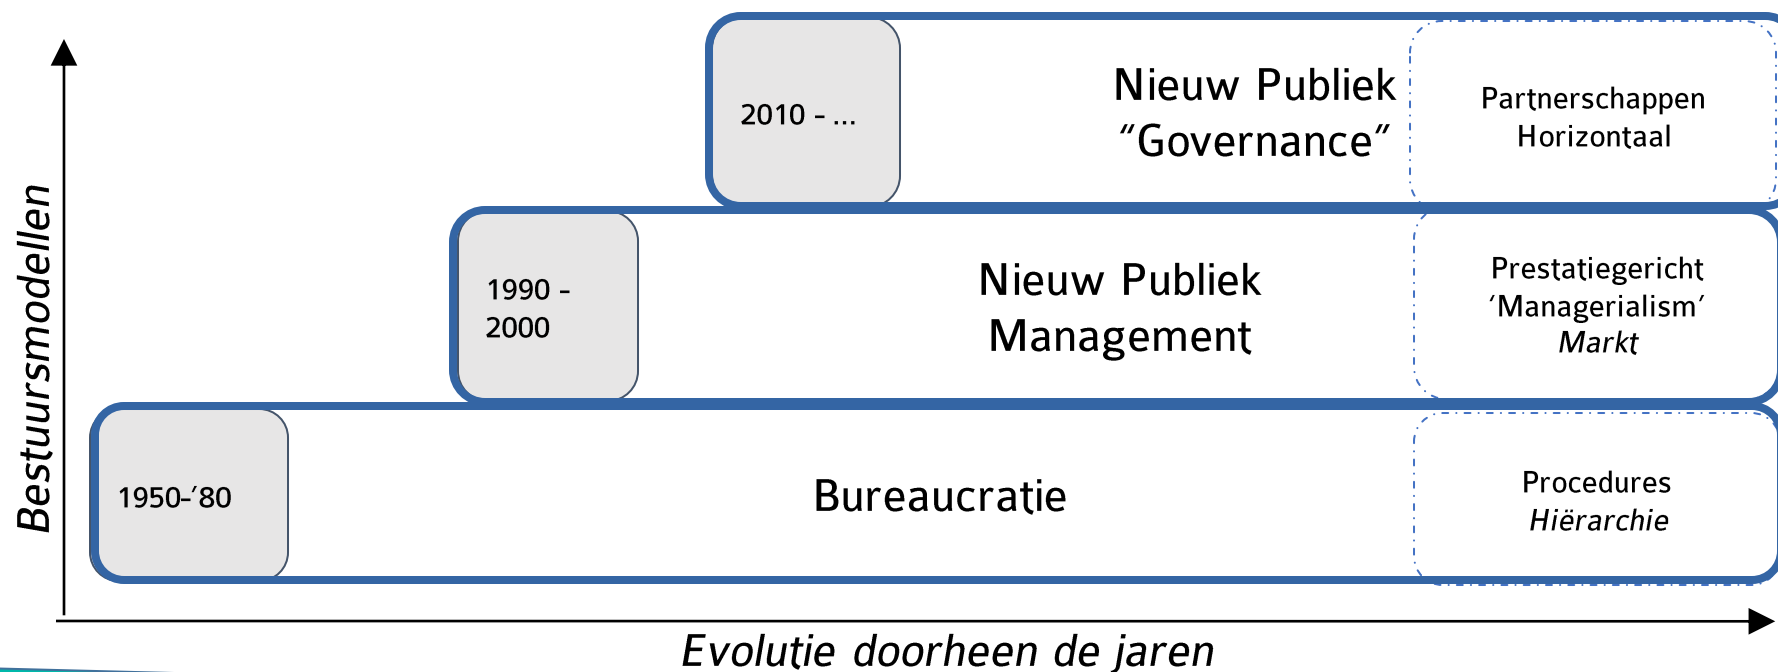 2010 - ...
Nieuw Publiek
“Governance”
Partnerschappen
Horizontaal
1990 -
2000
Nieuw Publiek
Management
Prestatiegericht
‘Managerialism’
Markt
1950-‘80
Bureaucratie
Procedures
Hiërarchie
Bestuursmodellen
Evolutie doorheen de jaren